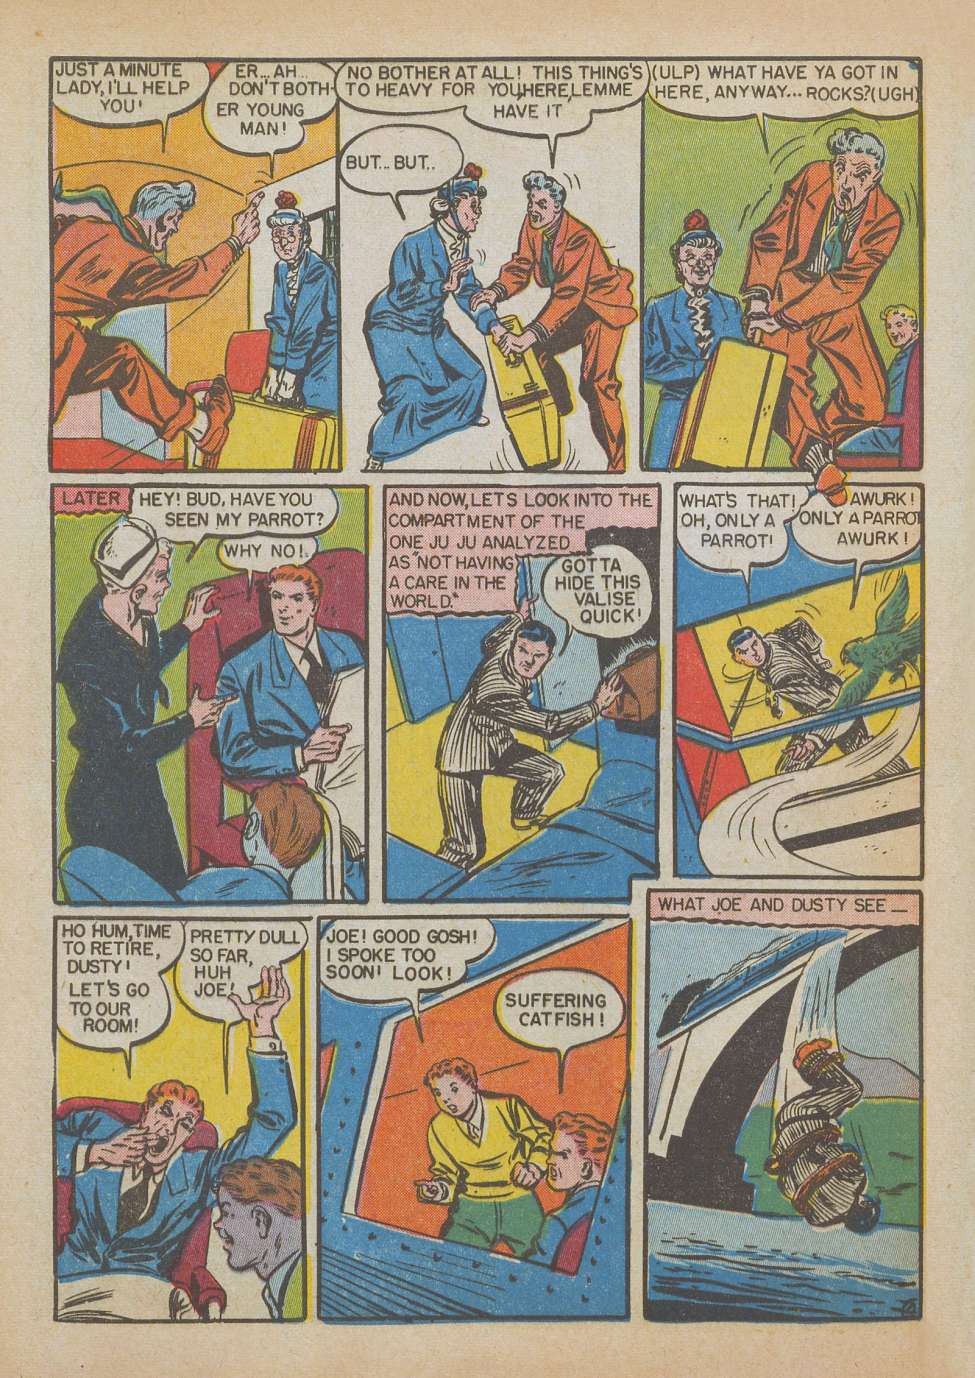 JUST A MINUTE
LADY, I'LL HELP
YOU!
ER...AH..
DON'T BOTH-
ER YOUNG
MAN!
NO BOTHER AT ALL! THIS THING'S
TO HEAVY FOR YOU, HERE, LEMME
HAVE IT
BUT... BUT..
(ULP) WHAT HAVE YA GOT IN
HERE, ANYWAY... ROCKS? (UGH)
LATER
HEY! BUD, HAVE YOU
SEEN MY PARROT?
WHY NO!
AND NOW, LETS LOOK INTO THE
COMPARTMENT OF THE
ONE JU JU ANALYZED
AS "NOT HAVING
A CARE IN THE
WORLD."
GOTTA
HIDE THIS
VALISE
QUICK!
WHAT'S THAT!
OH, ONLY A
PARROT!
AWURK!
ONLY A PARROT
AWURK!
HO HUM, TIME
TO RETIRE,
DUSTY!
LET'S GO
TO OUR
ROOM!
PRETTY DULL
SO FAR,
HUH
JOE!
JOE! GOOD GOSH!
I SPOKE TOO
SOON! LOOK!
SUFFERING
CATFISH!
WHAT JOE AND DUSTY SEE —